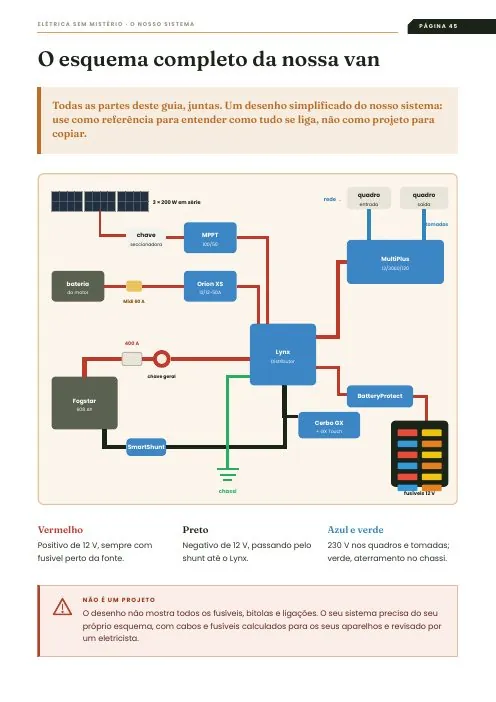 ELÉTRICA SEM MISTÉRIO · O NOSSO SISTEMA
PÁGINA 45
O esquema completo da nossa van
Todas as partes deste guia, juntas. Um desenho simplificado do nosso sistema:
use como referência para entender como tudo se liga, não como projeto para
copiar.
3 × 200 W em série
rede
quadro
entrada
quadro
saída
tomadas
chave
seccionadora
MPPT
100/50
MultiPlus
12/2000/120
bateria
do motor
Midi 60 A
Orion XS
12/12-50A
400 A
chave geral
Lynx
Distributor
Fogstar
608 Ah
BatteryProtect
Cerbo GX
+ GX Touch
SmartShunt
chassi
fusíveis 12 V
Vermelho
Positivo de 12 V, sempre com
fusível perto da fonte.
Preto
Negativo de 12 V, passando pelo
shunt até o Lynx.
Azul e verde
230 V nos quadros e tomadas;
verde, aterramento no chassi.
NÃO É UM PROJETO
O desenho não mostra todos os fusíveis, bitolas e ligações. O seu sistema precisa do seu
próprio esquema, com cabos e fusíveis calculados para os seus aparelhos e revisado por
um eletricista.